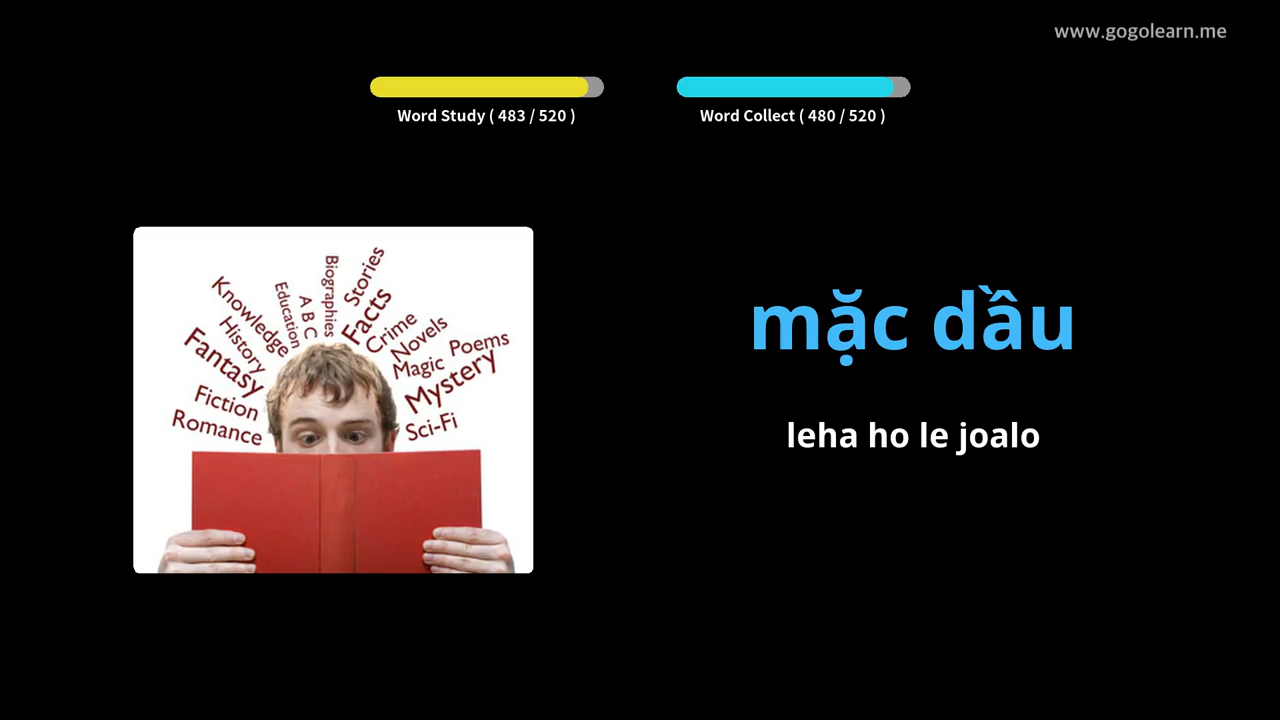 www.gogolearn.me
Word Study ( 483 / 520 )
Word Collect ( 480 / 520 )
Biographies
Stories
Knowledge
Education
A B C
Facts
History
Crime
Novels
Fantasy
Magic
Poems
Mystery
Fiction
Romance
Sci-Fi
mặc dầu
leha ho le joalo